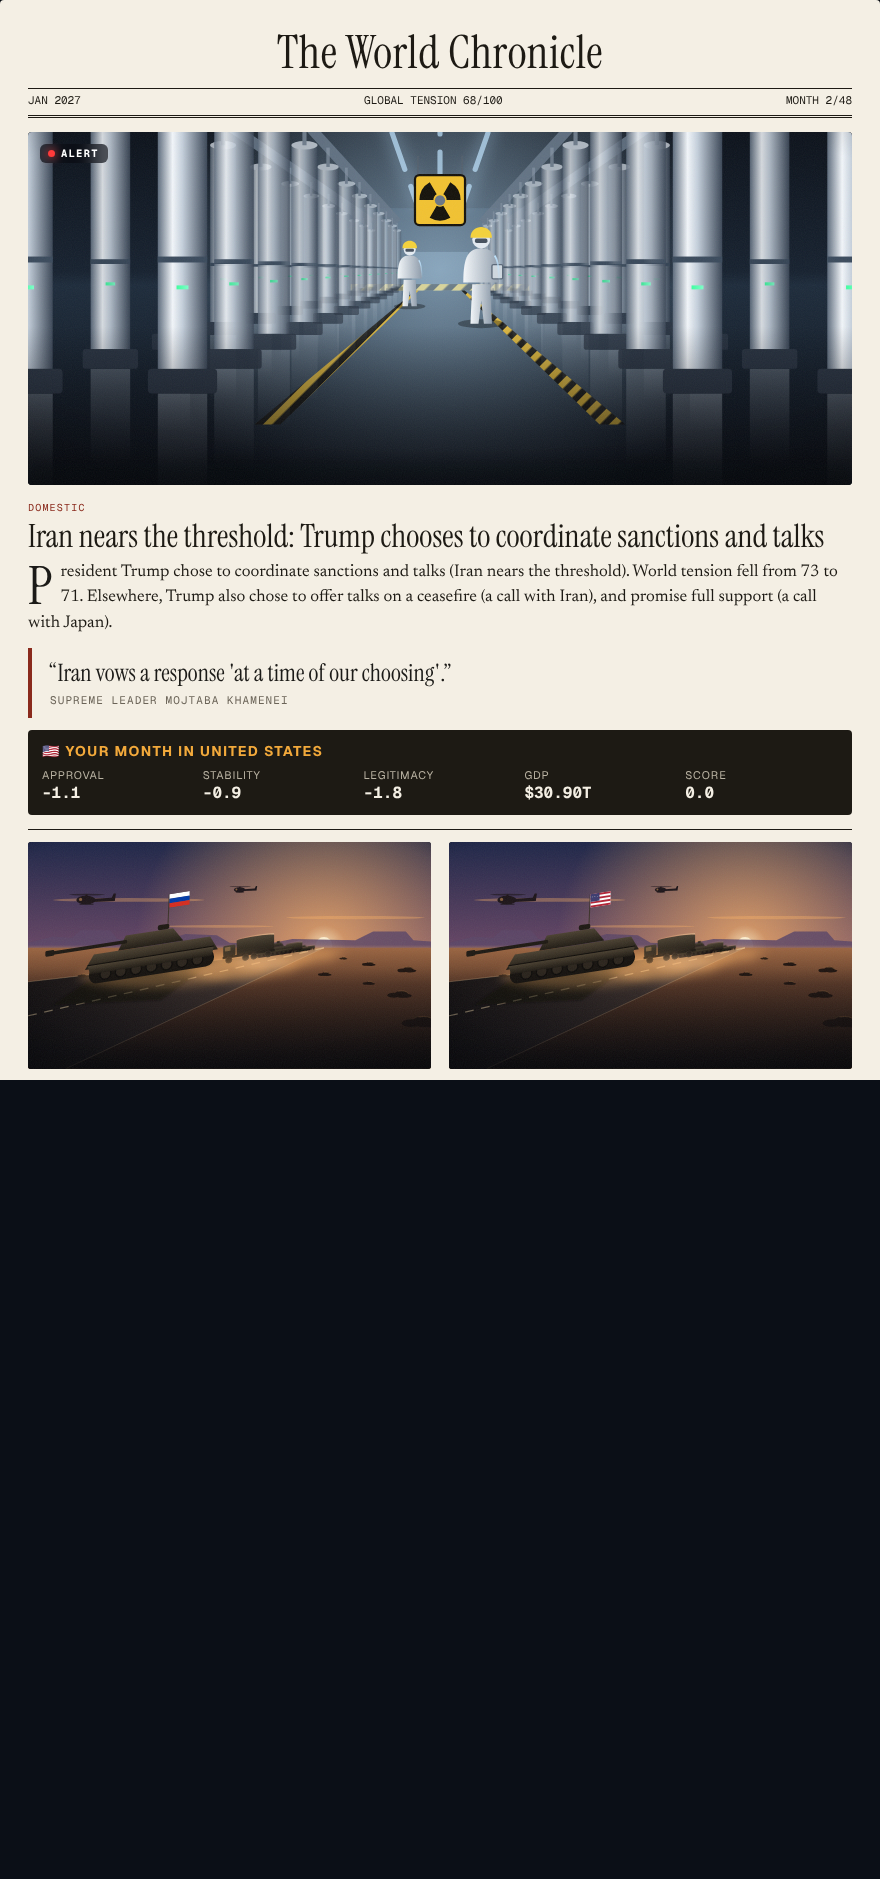 The World Chronicle
JAN 2027
GLOBAL TENSION 68/100
MONTH 2/48
ALERT
DOMESTIC
Iran nears the threshold: Trump chooses to coordinate sanctions and talks
President Trump chose to coordinate sanctions and talks (Iran nears the threshold). World tension fell from 73 to
71. Elsewhere, Trump also chose to offer talks on a ceasefire (a call with Iran), and promise full support (a call
with Japan).
“Iran vows a response 'at a time of our choosing'.”
SUPREME LEADER MOJTABA KHAMENEI
YOUR MONTH IN UNITED STATES
APPROVAL
-1.1
STABILITY
-0.9
LEGITIMACY
-1.8
GDP
$30.90T
SCORE
0.0